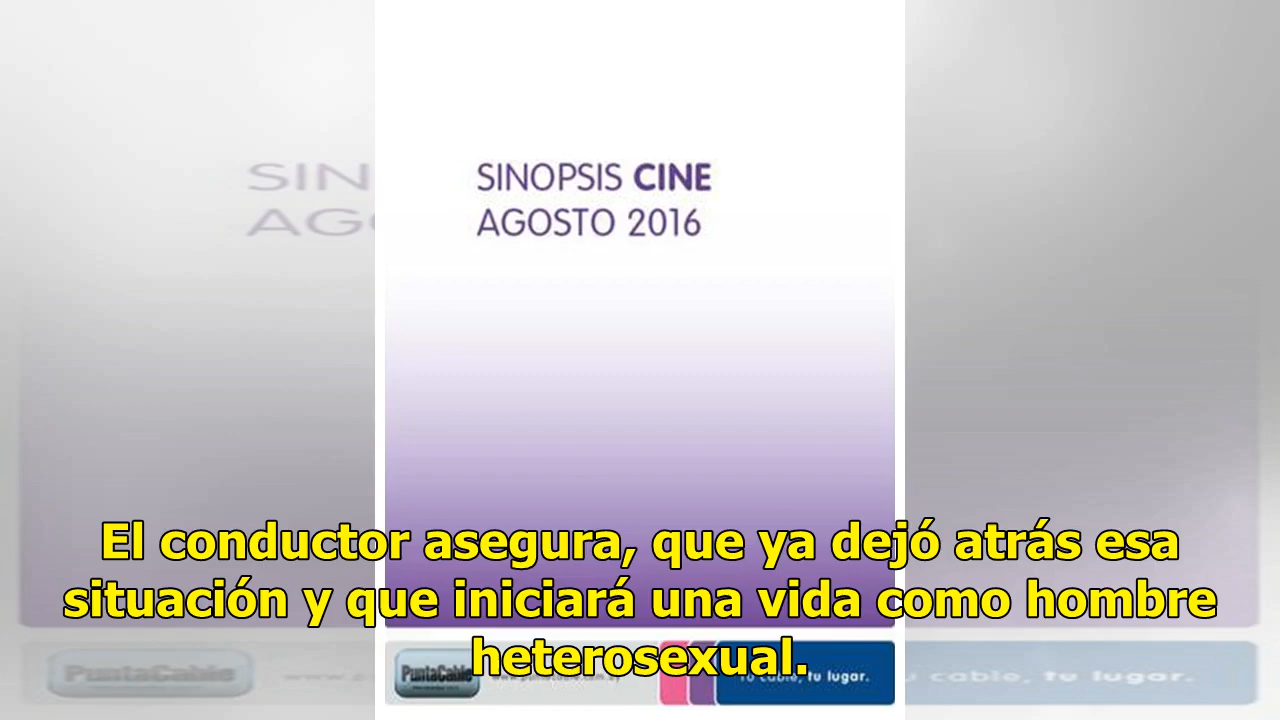 SINOPSIS CINE
AGOSTO 2016
El conductor asegura, que ya dejó atrás esa
situación y que iniciará una vida como hombre
heterosexual.
PuntaCable
Tu cable, tu lugar.